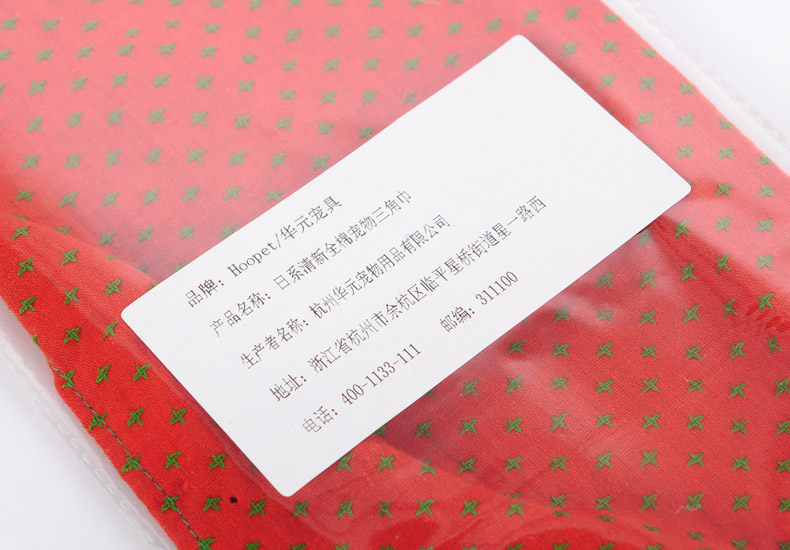 品牌: Hoopet/华元宠具
产品名称: 日系清新全棉宠物三角巾
生产者名称: 杭州华元宠物用品有限公司
地址: 浙江省杭州市余杭区临平星桥街道星一路西
电话: 400-1133-111 邮编: 311100